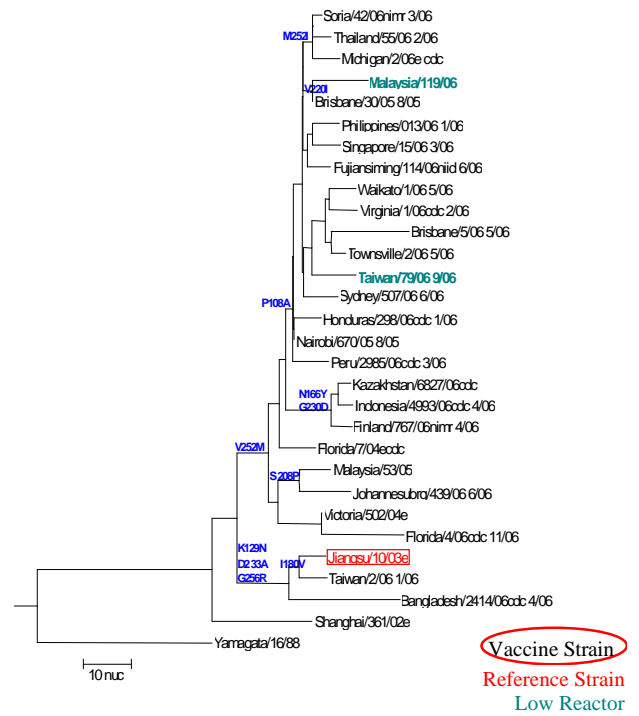 Soria/42/06nimr 3/06
M252I
Thailand/55/06 2/06
Michigan/2/06e cdc
Malaysia/119/06
V220I
Brisbane/30/05 8/05
Philippines/013/06 1/06
Singapore/15/06 3/06
Fujiansiming/114/06niid 6/06
Waikato/1/06 5/06
Virginia/1/06cdc 2/06
Brisbane/5/06 5/06
Townsville/2/06 5/06
Taiwan/79/06 9/06
Sydney/507/06 6/06
P108A
Honduras/298/06cdc 1/06
Nairobi/670/05 8/05
Peru/2985/06cdc 3/06
Kazakhstan/6827/06cdc
N166Y
Indonesia/4993/06cdc 4/06
G230D
Finland/767/06nimr 4/06
V252M
Florida/7/04ecdc
Malaysia/53/05
S208P
Johannesubrg/439/06 6/06
Victoria/502/04e
Florida/4/06cdc 11/06
K129N
Jiangsu/10/03e
D233A I180V
Taiwan/2/06 1/06
G256R
Bangladesh/2414/06cdc 4/06
Shanghai/361/02e
Yamagata/16/88
10 nuc
Vaccine Strain
Reference Strain
Low Reactor